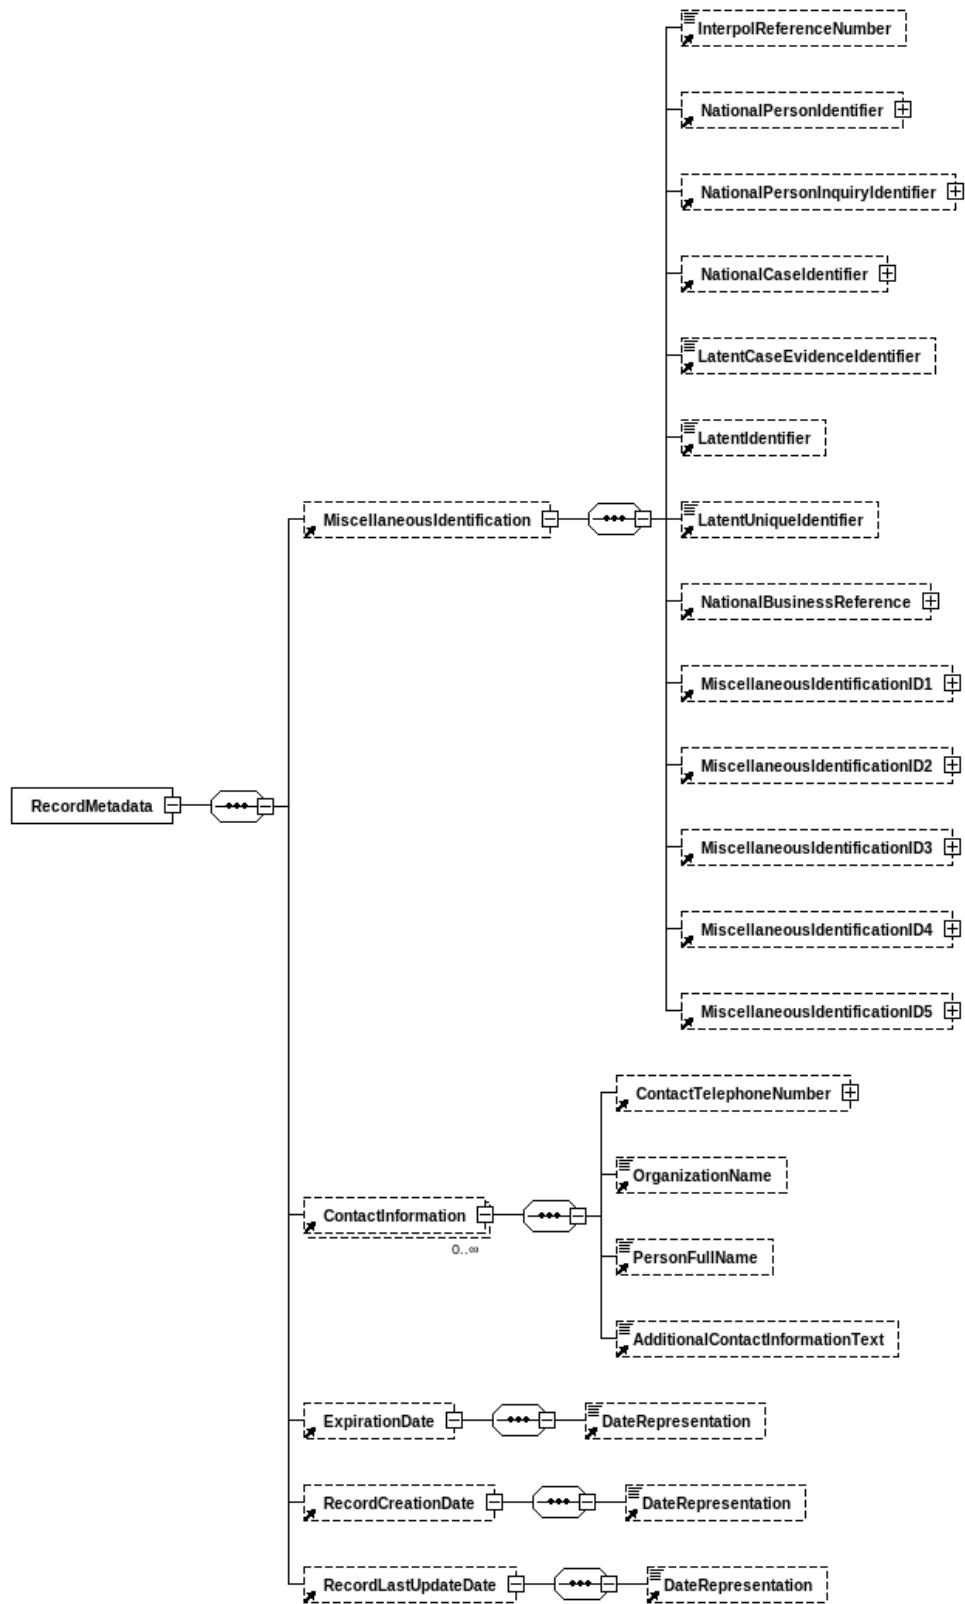 InterpolReferenceNumber
NationalPersonIdentifier
NationalPersonInquiryIdentifier
NationalCaseIdentifier
LatentCaseEvidenceIdentifier
LatentIdentifier
MiscellaneousIdentification
LatentUniqueIdentifier
NationalBusinessReference
MiscellaneousIdentificationID1
MiscellaneousIdentificationID2
RecordMetadata
MiscellaneousIdentificationID3
MiscellaneousIdentificationID4
MiscellaneousIdentificationID5
ContactTelephoneNumber
OrganizationName
ContactInformation
0..∞
PersonFullName
AdditionalContactInformationText
ExpirationDate
DateRepresentation
RecordCreationDate
DateRepresentation
RecordLastUpdateDate
DateRepresentation